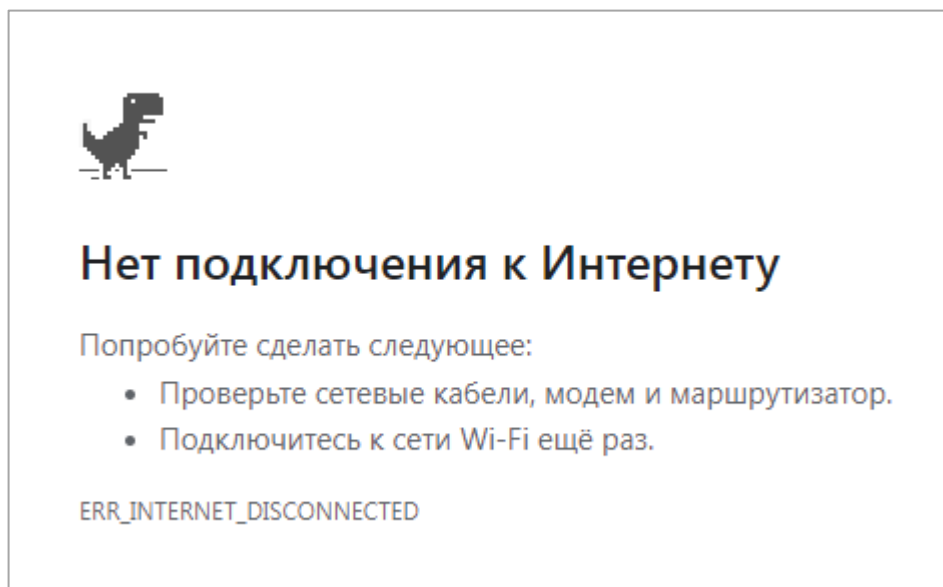 Нет подключения к Интернету
Попробуйте сделать следующее:
• Проверьте сетевые кабели, модем и маршрутизатор.
• Подключитесь к сети Wi-Fi ещё раз.
ERR_INTERNET_DISCONNECTED